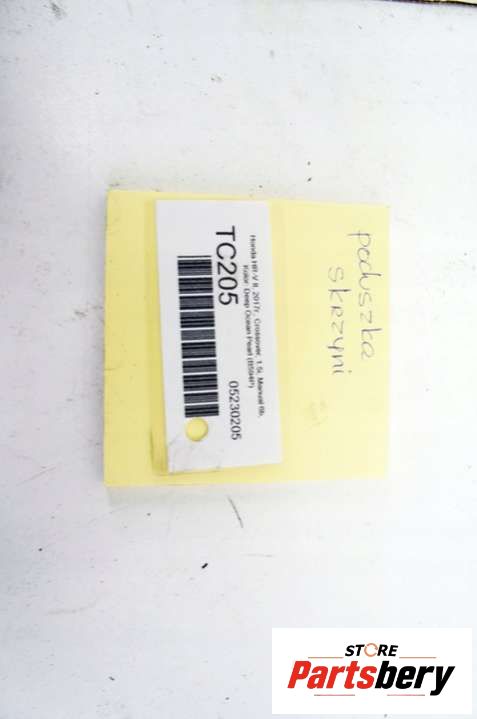 poduszka
skrzyni
Honda HR-V II, 2017r., Crossover, 1.5i, Manual 6b,
Kolor: Deep Ocean Pearl (B594P)
TC205
05230205
STORE
Partsbery